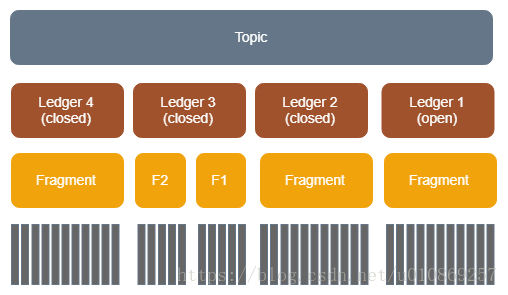 Topic
Ledger 4
(closed)
Ledger 3
(closed)
Ledger 2
(closed)
Ledger 1
(open)
Fragment
F2
F1
Fragment
Fragment
https://blog.csdn.net/u010869257